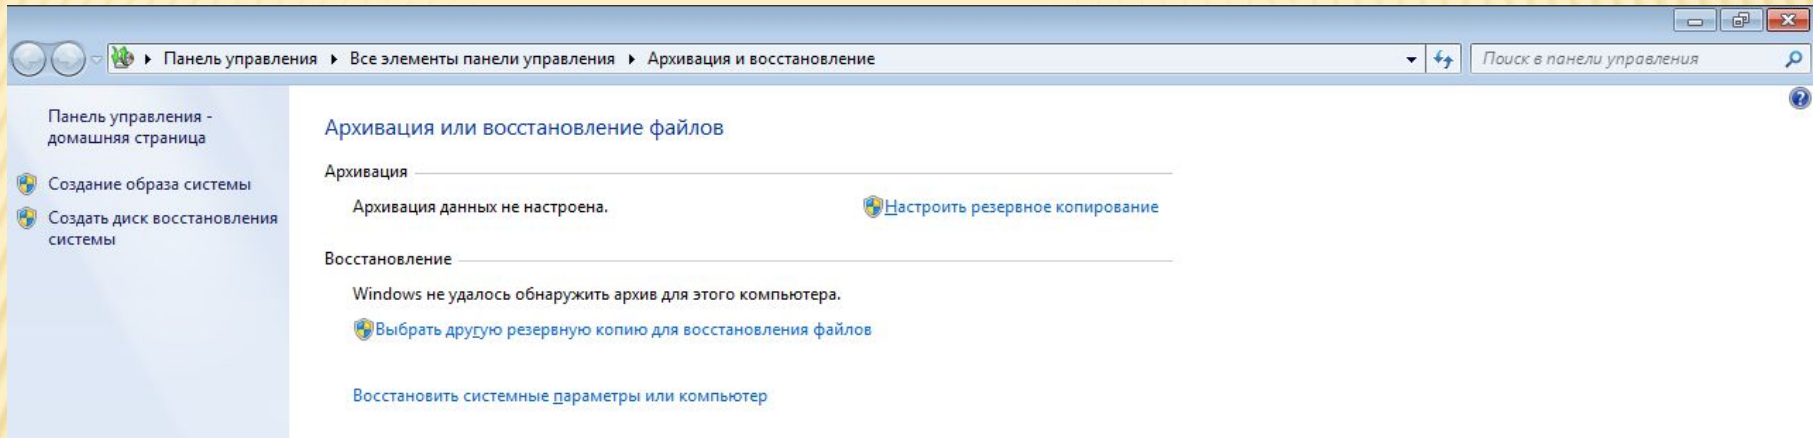 Панель управления ▸ Все элементы панели управления ▸ Архивация и восстановление
Поиск в панели управления
Панель управления -
домашняя страница
Создание образа системы
Создать диск восстановления
системы
Архивация или восстановление файлов
Архивация
Архивация данных не настроена.
Настроить резервное копирование
Восстановление
Windows не удалось обнаружить архив для этого компьютера.
Выбрать другую резервную копию для восстановления файлов
Восстановить системные параметры или компьютер